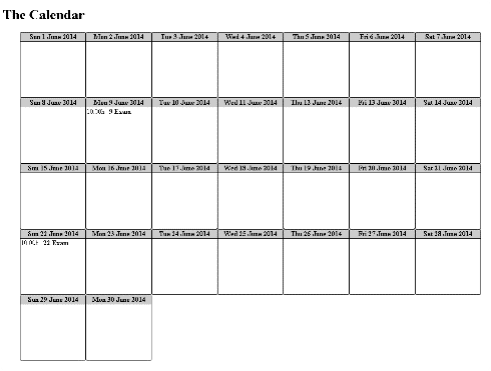 The Calendar
Sun 1 June 2014 Mon 2 June 2014 Tue 3 June 2014 Wed 4 June 2014 Thu 5 June 2014 Fri 6 June 2014 Sat 7 June 2014
Sun 8 June 2014 Mon 9 June 2014 Tue 10 June 2014 Wed 11 June 2014 Thu 12 June 2014 Fri 13 June 2014 Sat 14 June 2014
10:00h 9 Exam
Sun 15 June 2014 Mon 16 June 2014 Tue 17 June 2014 Wed 18 June 2014 Thu 19 June 2014 Fri 20 June 2014 Sat 21 June 2014
Sun 22 June 2014 Mon 23 June 2014 Tue 24 June 2014 Wed 25 June 2014 Thu 26 June 2014 Fri 27 June 2014 Sat 28 June 2014
10:00h 22 Exam
Sun 29 June 2014 Mon 30 June 2014